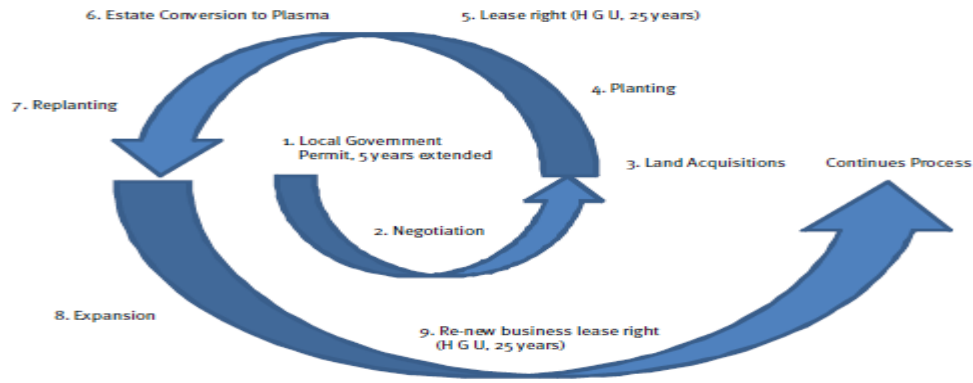 6. Estate Conversion to Plasma
5. Lease right (H G U, 25 years)
4. Planting
7. Replanting
1. Local Government
Permit, 5 years extended
3. Land Acquisitions
Continues Process
2. Negotiation
8. Expansion
9. Re-new business lease right
(H G U, 25 years)